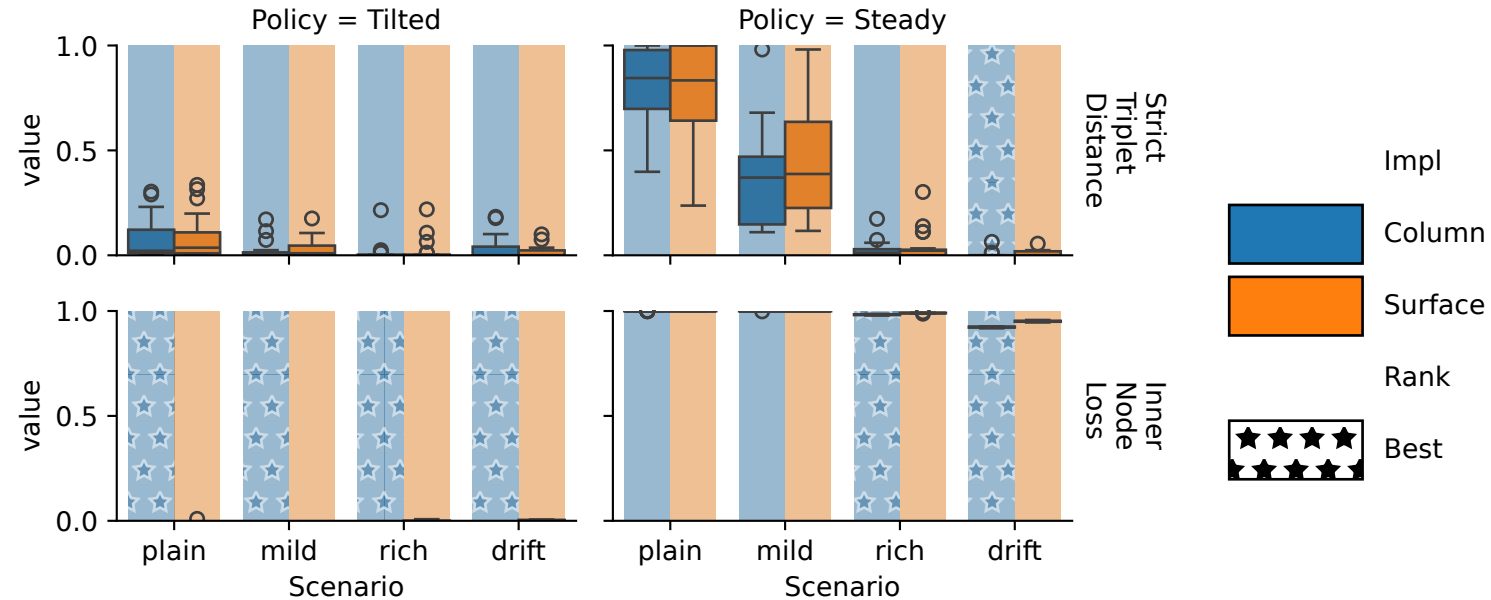 Policy = Tilted
Policy = Steady
1.0
0.5
0.0
value
Strict
Triplet
Distance
1.0
0.5
0.0
value
Inner
Node
Loss
plain
mild
rich
drift
Scenario
plain
mild
rich
drift
Scenario
Impl
Column
Surface
Rank
Best